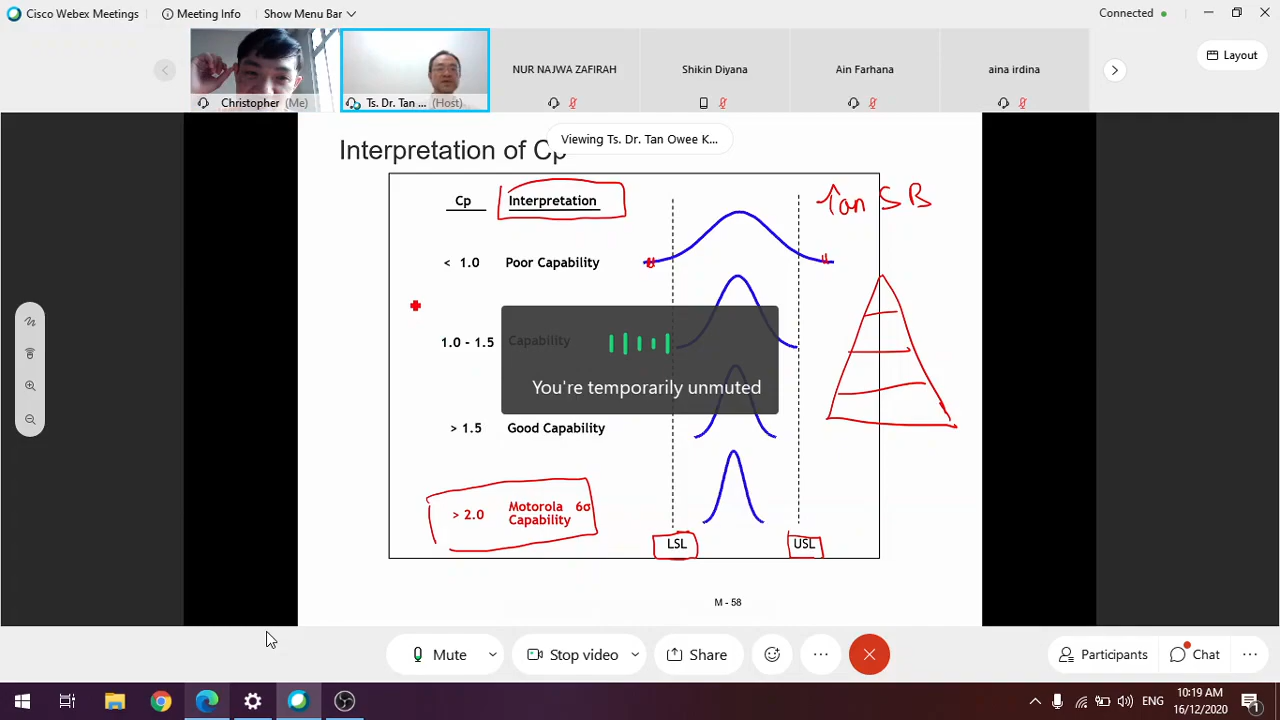 Cisco Webex Meetings Meeting Info Show Menu Bar Connected
NUR NAJWA ZAFIRAH Shikin Diyana Ain Farhana aina irdina Layout
Christopher (Me) Ts. Dr. Tan ... (Host)
Viewing Ts. Dr. Tan Owee K...
Interpretation of Cp
Cp Interpretation
Tan SB
< 1.0 Poor Capability
1.0 - 1.5 Capability
You're temporarily unmuted
> 1.5 Good Capability
> 2.0 Motorola 6σ
Capability
LSL USL
M - 58
Mute Stop video Share Participants Chat
ENG 10:19 AM
16/12/2020 1